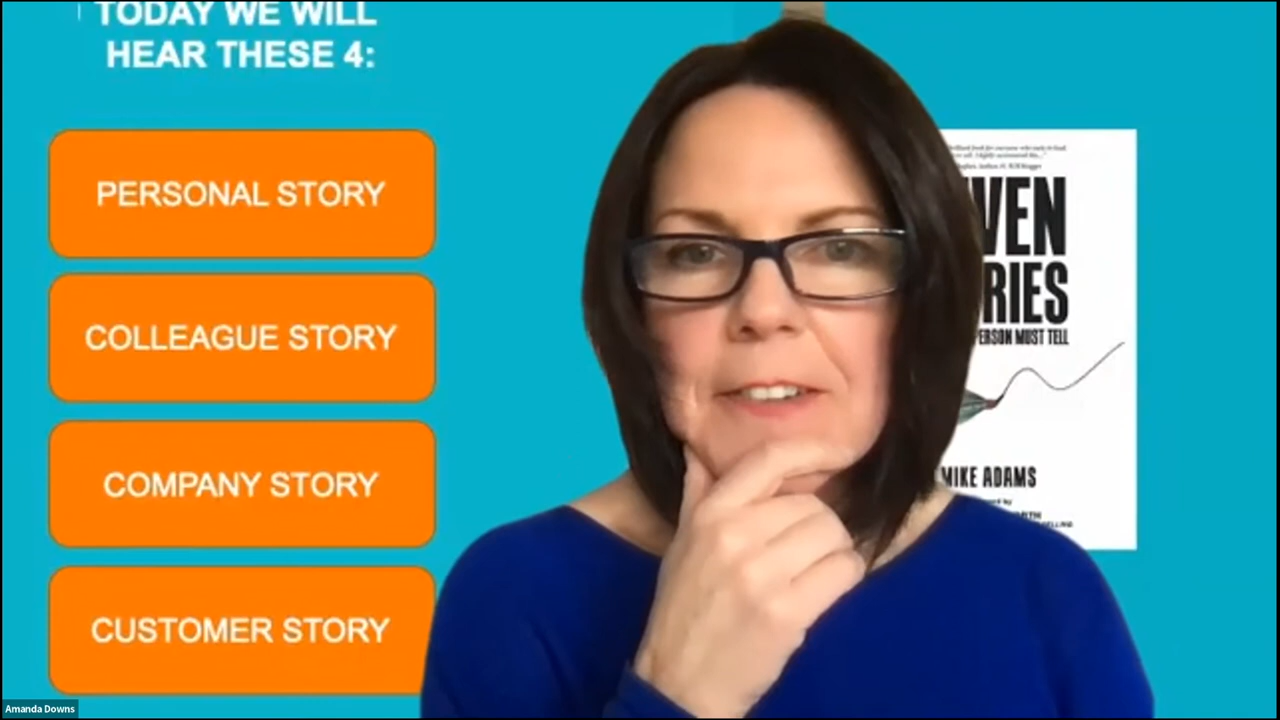 TODAY WE WILL
HEAR THESE 4:
PERSONAL STORY
COLLEAGUE STORY
COMPANY STORY
CUSTOMER STORY
VEN
RIES
PERSON MUST TELL
MIKE ADAMS
Amanda Downs